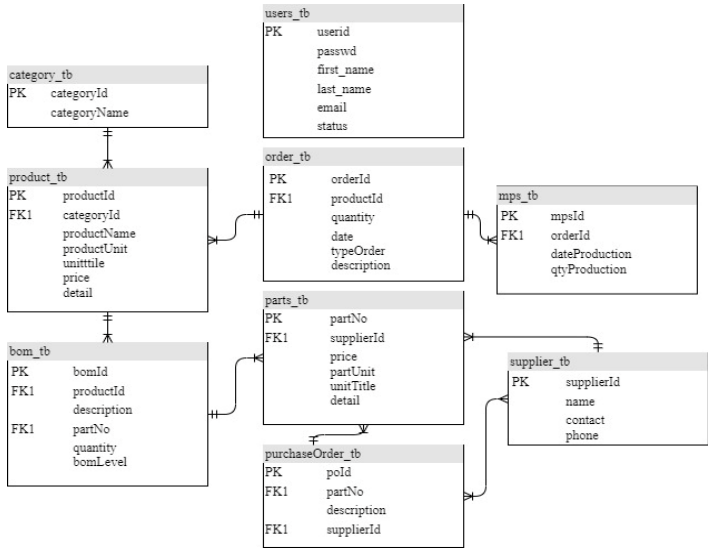 users_tb
PK userid
passwd
first_name
last_name
email
status
category_tb
PK categoryId
categoryName
product_tb
PK productId
FK1 categoryId
productName
productUnit
unitttile
price
detail
order_tb
PK orderId
FK1 productId
quantity
date
typeOrder
description
mps_tb
PK mpsId
FK1 orderId
dateProduction
qtyProduction
parts_tb
PK partNo
FK1 supplierId
price
partUnit
unitTitle
detail
bom_tb
PK bomId
FK1 productId
description
FK1 partNo
quantity
bomLevel
supplier_tb
PK supplierId
name
contact
phone
purchaseOrder_tb
PK poId
FK1 partNo
description
FK1 supplierId